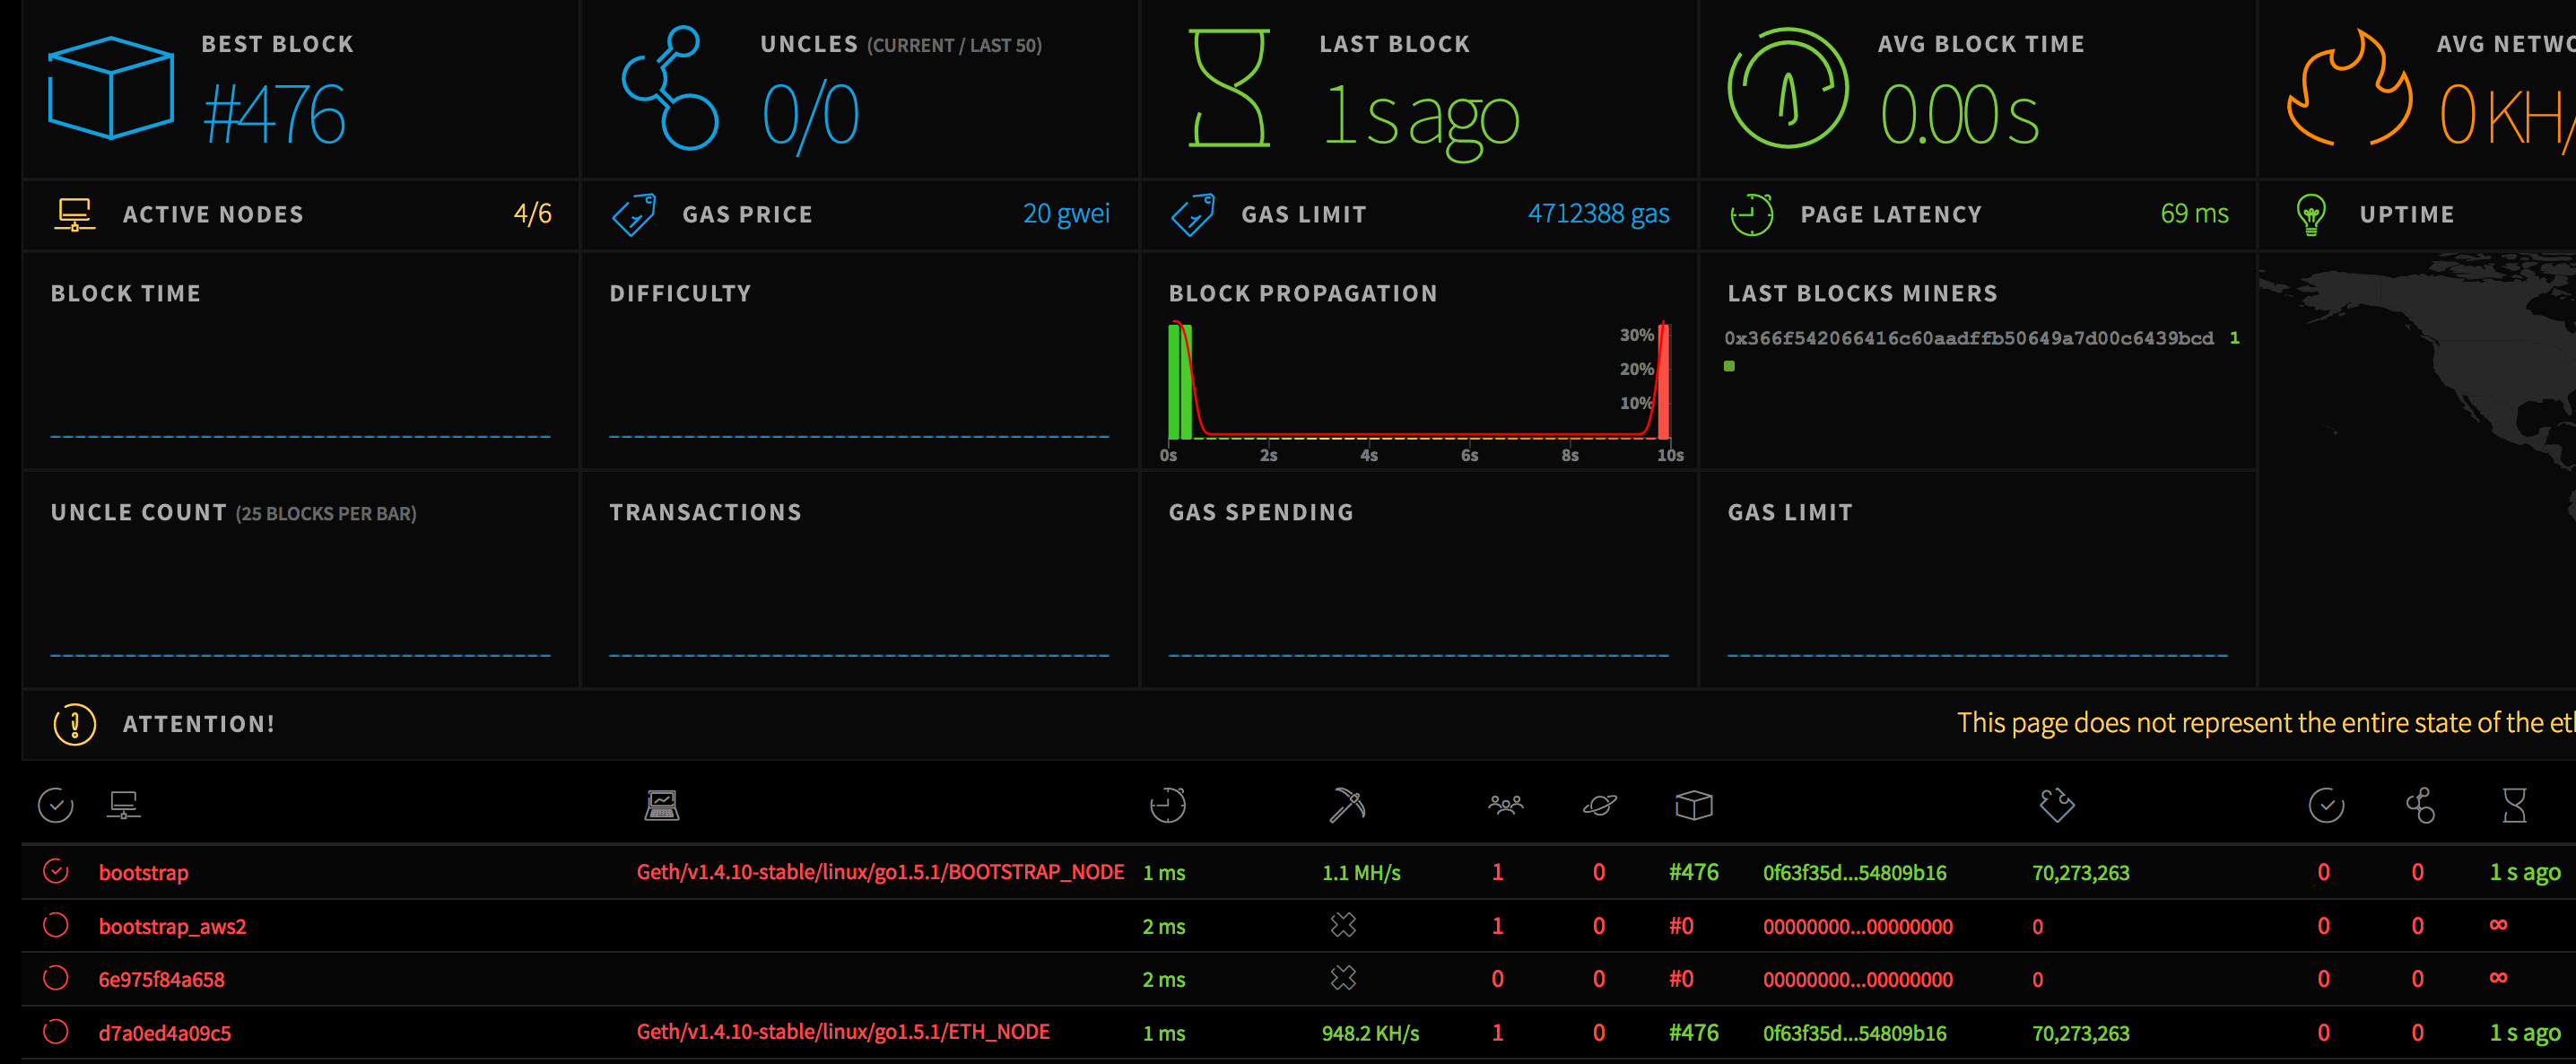 BEST BLOCK
#476
UNCLES (CURRENT / LAST 50)
0/0
LAST BLOCK
1 s ago
AVG BLOCK TIME
0.00 s
AVG
0 KH/
ACTIVE NODES 4/6
GAS PRICE 20 gwei
GAS LIMIT 4712388 gas
PAGE LATENCY 69 ms
UPTIME
BLOCK TIME
DIFFICULTY
BLOCK PROPAGATION
30%
20%
10%
0s 2s 4s 6s 8s 10s
LAST BLOCKS MINERS
0x366f542066416c60aadffb50649a7d00c6439bcd 1
UNCLE COUNT (25 BLOCKS PER BAR)
TRANSACTIONS
GAS SPENDING
GAS LIMIT
ATTENTION!
This page does not represent the entire state of the
bootstrap Geth/v1.4.10-stable/linux/go1.5.1/BOOTSTRAP_NODE 1 ms 1.1 MH/s 1 0 #476 0f63f35d...54809b16 70,273,263 0 0 1 s ago
bootstrap_aws2 2 ms 1 0 #0 00000000...00000000 0 0 0 ∞
6e975f84a658 2 ms 0 0 #0 00000000...00000000 0 0 0 ∞
d7a0ed4a09c5 Geth/v1.4.10-stable/linux/go1.5.1/ETH_NODE 1 ms 948.2 KH/s 1 0 #476 0f63f35d...54809b16 70,273,263 0 0 1 s ago